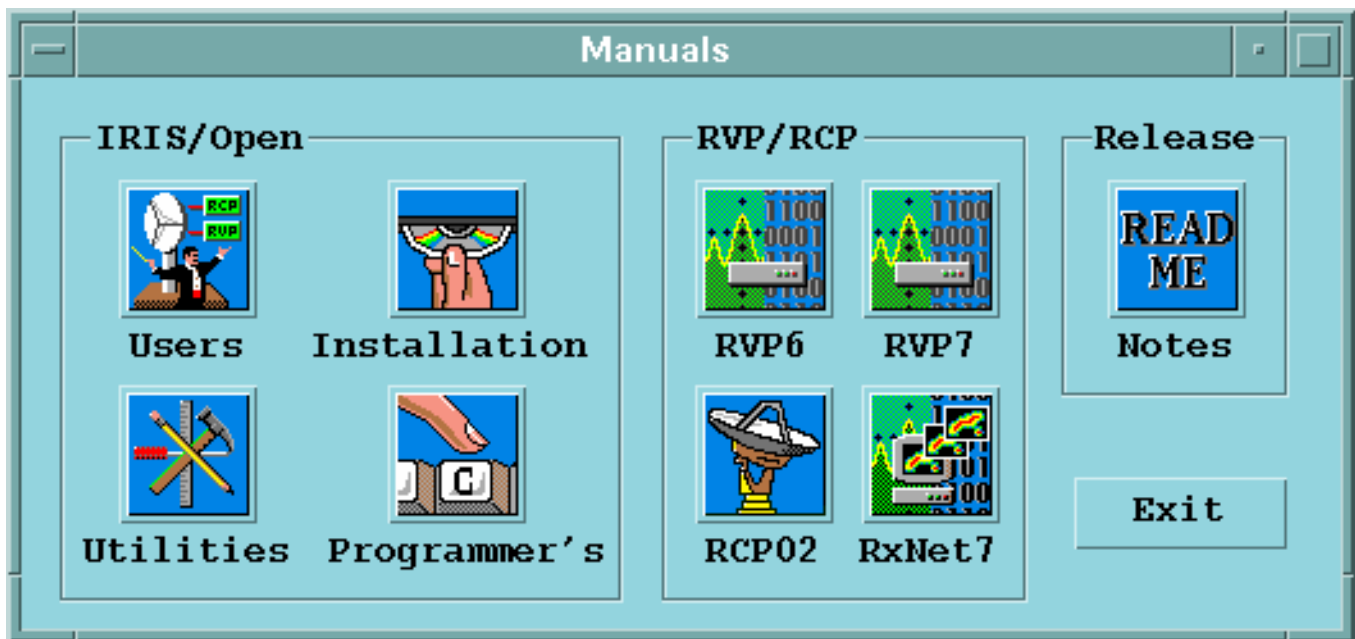 Manuals
IRIS/Open
RCP
RVP
Users
Installation
Utilities
C
Programmer's
RVP/RCP
1100
0001
RVP6
1100
0001
RVP7
RCP02
RxNet7
Release
READ
ME
Notes
Exit